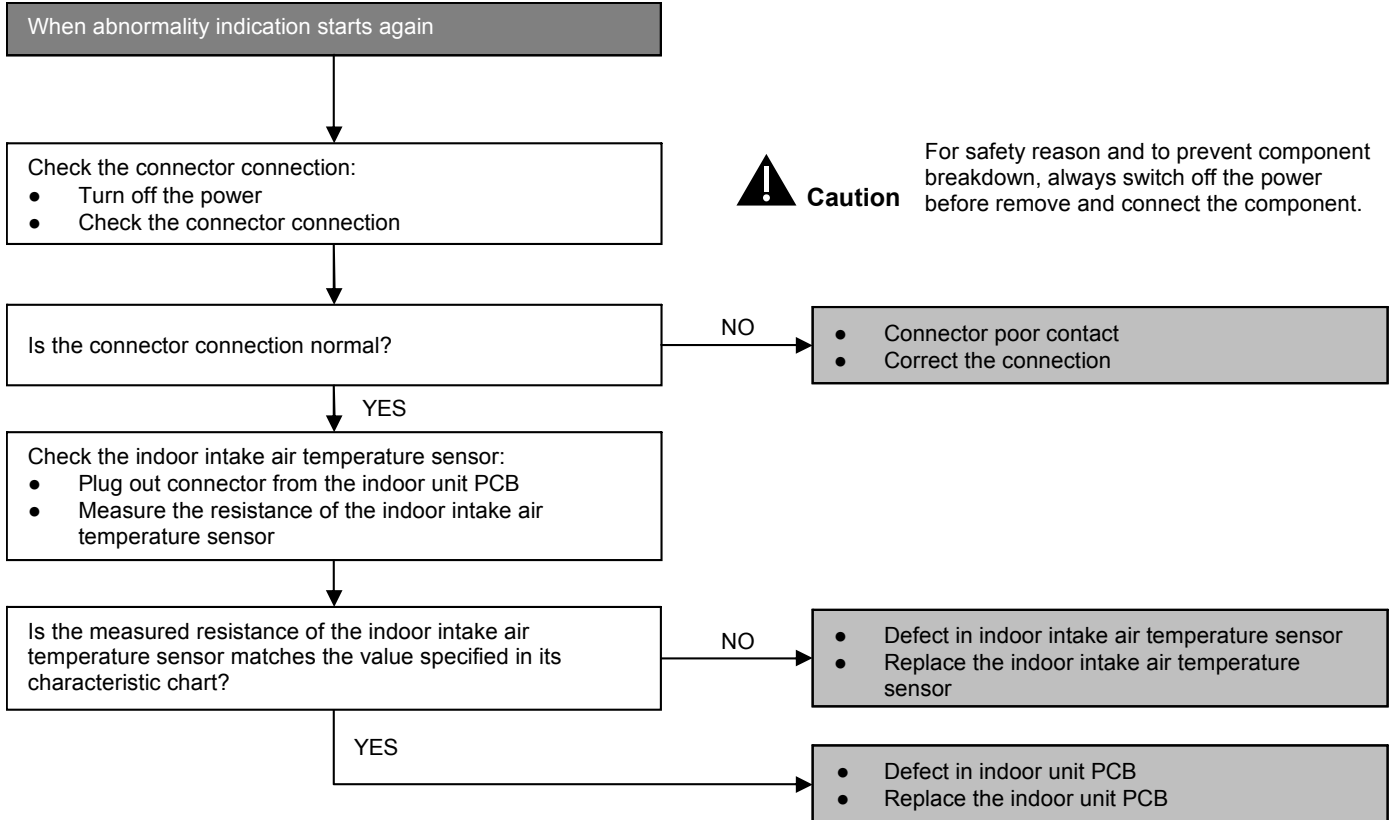 When abnormality indication starts again
Check the connector connection:
● Turn off the power
● Check the connector connection
Caution
For safety reason and to prevent component
breakdown, always switch off the power
before remove and connect the component.
Is the connector connection normal?
NO
● Connector poor contact
● Correct the connection
YES
Check the indoor intake air temperature sensor:
● Plug out connector from the indoor unit PCB
● Measure the resistance of the indoor intake air
temperature sensor
Is the measured resistance of the indoor intake air
temperature sensor matches the value specified in its
characteristic chart?
NO
● Defect in indoor intake air temperature sensor
● Replace the indoor intake air temperature
sensor
YES
● Defect in indoor unit PCB
● Replace the indoor unit PCB